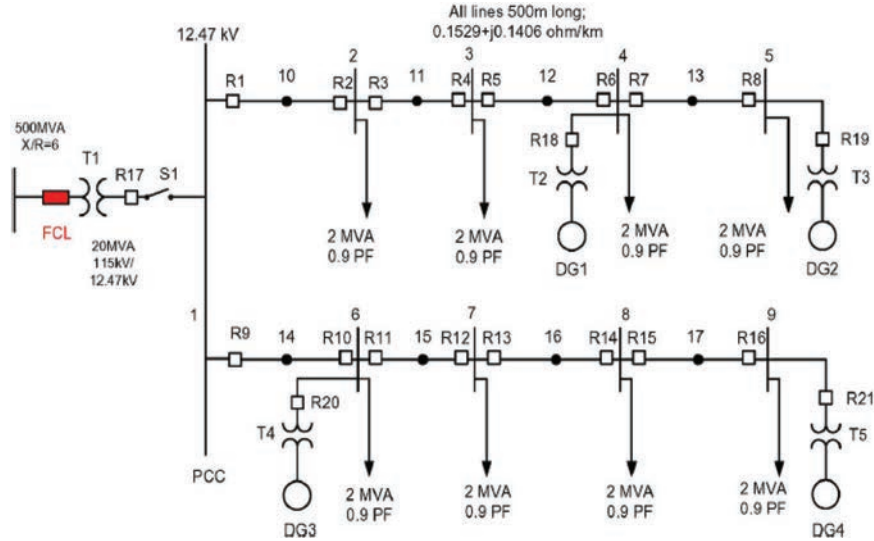 All lines 500m long;
0.1529+j0.1406 ohm/km
12.47 kV
2
3
4
5
R1
10
R2
R3
11
R4
R5
12
R6
R7
13
R8
500MVA
X/R=6
T1
R17
S1
R18
R19
T2
T3
FCL
20MVA
115kV/
12.47kV
2 MVA
0.9 PF
2 MVA
0.9 PF
DG1
2 MVA
0.9 PF
2 MVA
0.9 PF
DG2
1
6
7
8
9
R9
14
R10
R11
15
R12
R13
16
R14
R15
17
R16
R20
R21
T4
T5
PCC
DG3
2 MVA
0.9 PF
2 MVA
0.9 PF
2 MVA
0.9 PF
2 MVA
0.9 PF
DG4